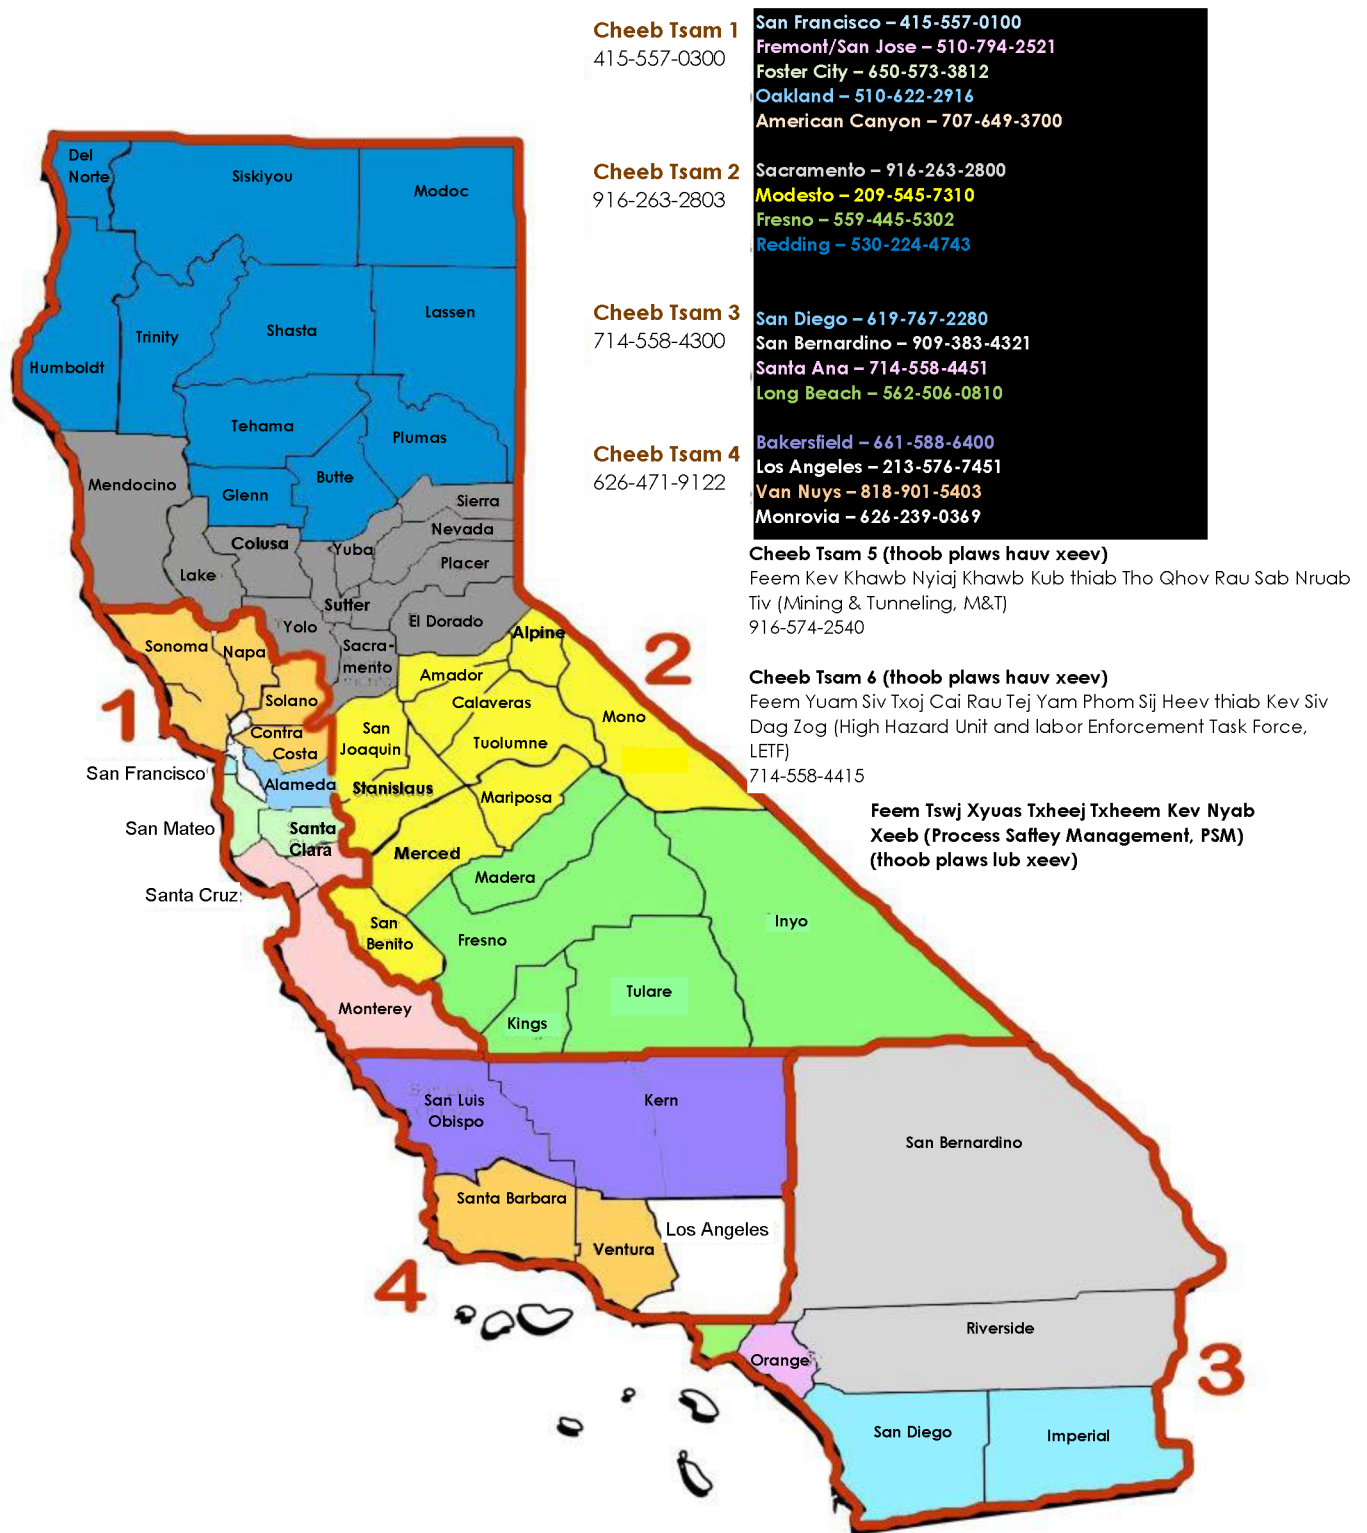 Cheeb Tsam 1
415-557-0300
San Francisco – 415-557-0100
Fremont/San Jose – 510-794-2521
Foster City – 650-573-3812
Oakland – 510-622-2916
American Canyon – 707-649-3700
Cheeb Tsam 2
916-263-2803
Sacramento – 916-263-2800
Modesto – 209-545-7310
Fresno – 559-445-5302
Redding – 530-224-4743
Cheeb Tsam 3
714-558-4300
San Diego – 619-767-2280
San Bernardino – 909-383-4321
Santa Ana – 714-558-4451
Long Beach – 562-506-0810
Cheeb Tsam 4
626-471-9122
Bakersfield – 661-588-6400
Los Angeles – 213-576-7451
Van Nuys – 818-901-5403
Monrovia – 626-239-0369
Cheeb Tsam 5 (thoob plaws hauv xeev)
Feem Kev Khawb Nyiaj Khawb Kub thiab Tho Qhov Rau Sab Nruab
Tiv (Mining & Tunneling, M&T)
916-574-2540
Cheeb Tsam 6 (thoob plaws hauv xeev)
Feem Yuam Siv Txoj Cai Rau Tej Yam Phom Sij Heev thiab Kev Siv
Dag Zog (High Hazard Unit and labor Enforcement Task Force,
LETF)
714-558-4415
Feem Tswj Xyuas Txheej Txheem Kev Nyab
Xeeb (Process Saftey Management, PSM)
(thoob plaws lub xeev)
Del
Norte
Siskiyou
Modoc
Humboldt
Trinity
Shasta
Lassen
Tehama
Plumas
Glenn
Butte
Mendocino
Sierra
Nevada
Colusa
Yuba
Placer
Lake
Sutter
Yolo
El Dorado
Sacra-
mento
Alpine
Sonoma
Napa
Solano
Amador
Calaveras
Mono
2
1
Contra
Costa
San
Joaquin
Tuolumne
San Francisco
Alameda
Stanislaus
Mariposa
San Mateo
Santa
Clara
Merced
Madera
Santa Cruz
San
Benito
Fresno
Inyo
Monterey
Kings
Tulare
San Luis
Obispo
Kern
San Bernardino
Santa Barbara
Ventura
Los Angeles
4
Riverside
Orange
3
San Diego
Imperial